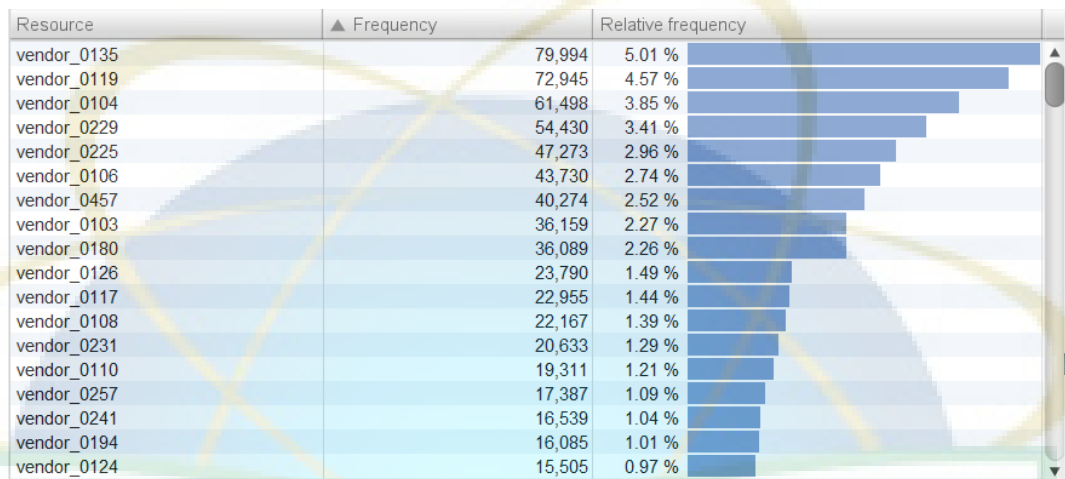 Resource ▲ Frequency Relative frequency
vendor_0135 79,994 5.01 %
vendor_0119 72,945 4.57 %
vendor_0104 61,498 3.85 %
vendor_0229 54,430 3.41 %
vendor_0225 47,273 2.96 %
vendor_0106 43,730 2.74 %
vendor_0457 40,274 2.52 %
vendor_0103 36,159 2.27 %
vendor_0180 36,089 2.26 %
vendor_0126 23,790 1.49 %
vendor_0117 22,955 1.44 %
vendor_0108 22,167 1.39 %
vendor_0231 20,633 1.29 %
vendor_0110 19,311 1.21 %
vendor_0257 17,387 1.09 %
vendor_0241 16,539 1.04 %
vendor_0194 16,085 1.01 %
vendor_0124 15,505 0.97 %